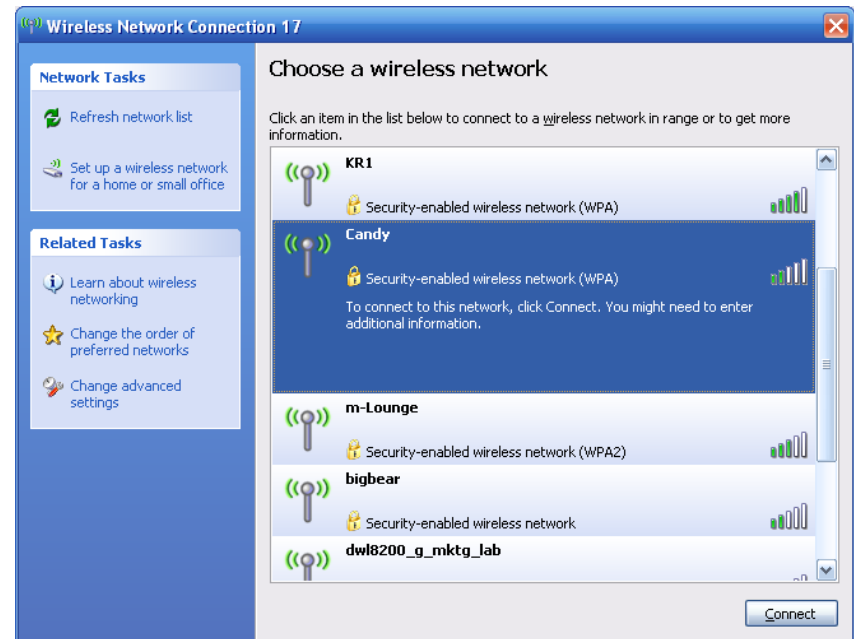 Wireless Network Connection 17
Network Tasks
Refresh network list
Set up a wireless network
for a home or small office
Related Tasks
Learn about wireless
networking
Change the order of
preferred networks
Change advanced
settings
Choose a wireless network
Click an item in the list below to connect to a wireless network in range or to get more
information.
KR1
Security-enabled wireless network (WPA)
Candy
Security-enabled wireless network (WPA)
To connect to this network, click Connect. You might need to enter
additional information.
m-Lounge
Security-enabled wireless network (WPA2)
bigbear
Security-enabled wireless network
dwl8200_g_mktg_lab
Connect